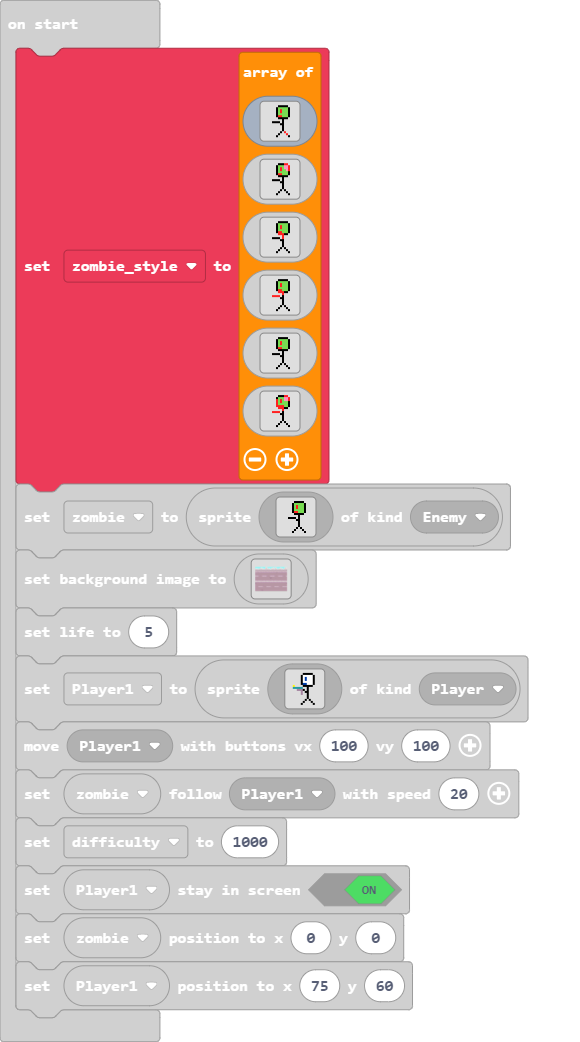 on start
array of
set zombie_style to
set zombie to sprite of kind Enemy
set background image to
set life to 5
set Player1 to sprite of kind Player
move Player1 with buttons vx 100 vy 100
set zombie follow Player1 with speed 20
set difficulty to 1000
set Player1 stay in screen ON
set zombie position to x 0 y 0
set Player1 position to x 75 y 60